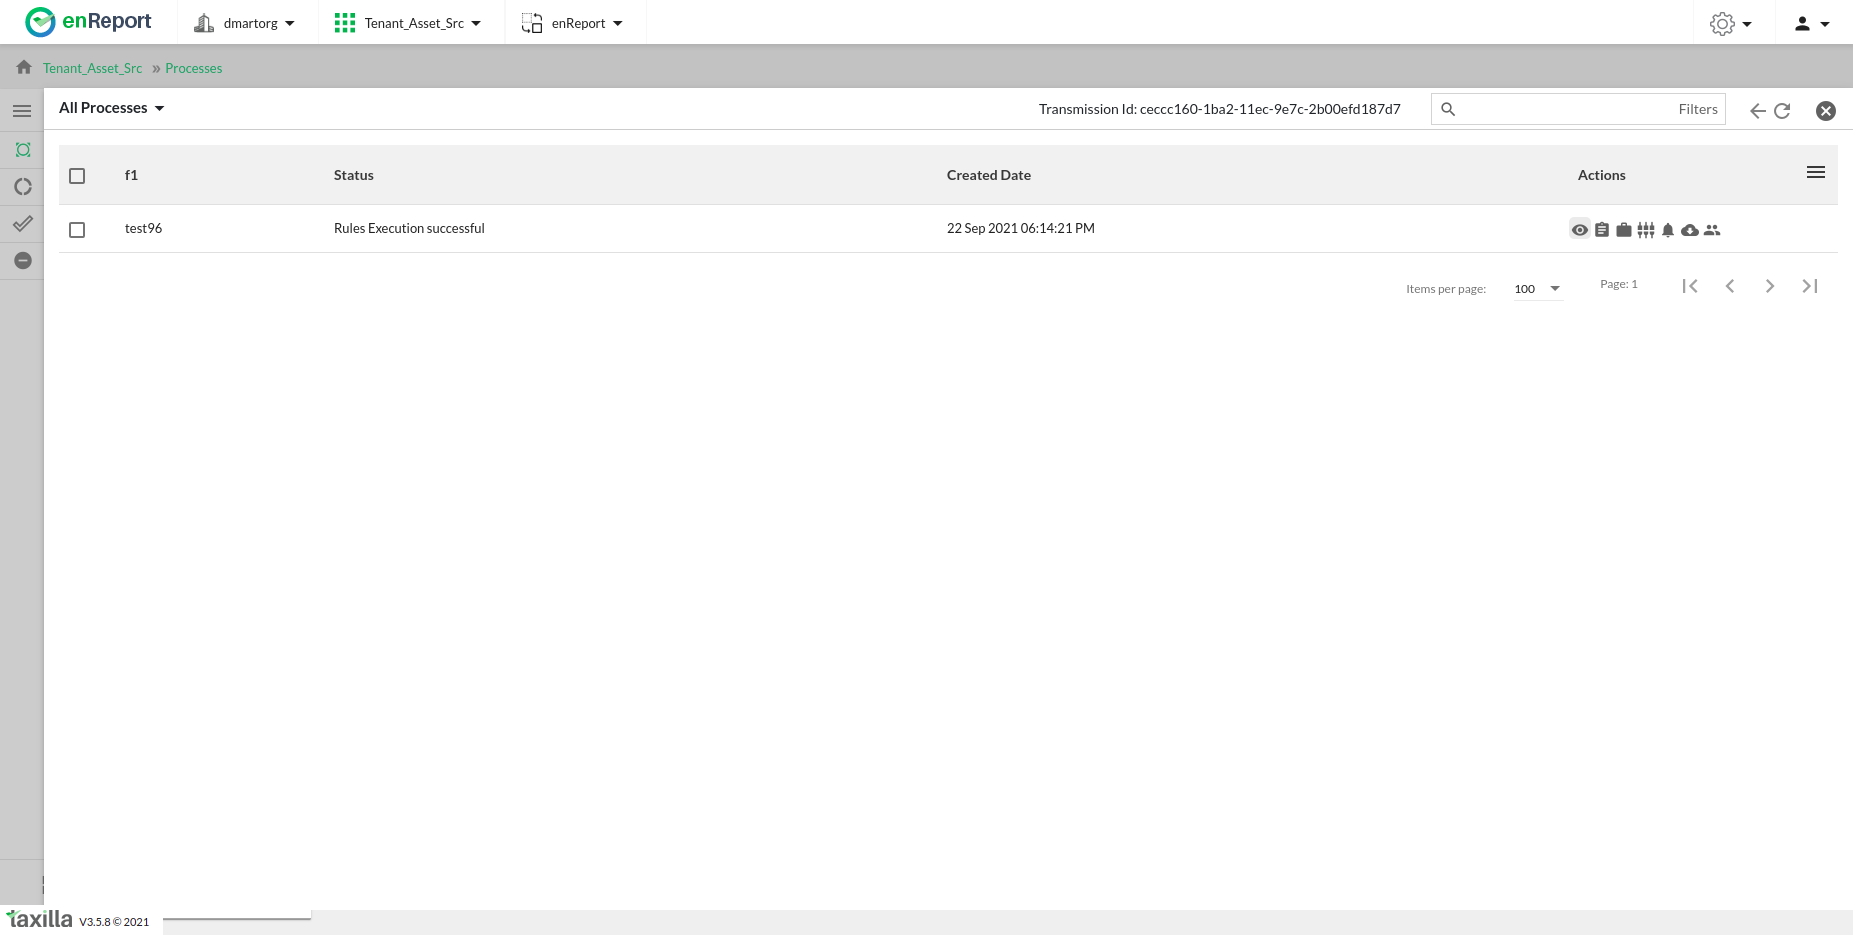 enReport dmartorg Tenant_Asset_Src enReport
Tenant_Asset_Src » Processes
All Processes Transmission Id: ceccc160-1ba2-11ec-9e7c-2b00efd187d7 Filters
f1 Status Created Date Actions
test96 Rules Execution successful 22 Sep 2021 06:14:21 PM
Items per page: 100 Page: 1
taxilla V3.5.8 © 2021